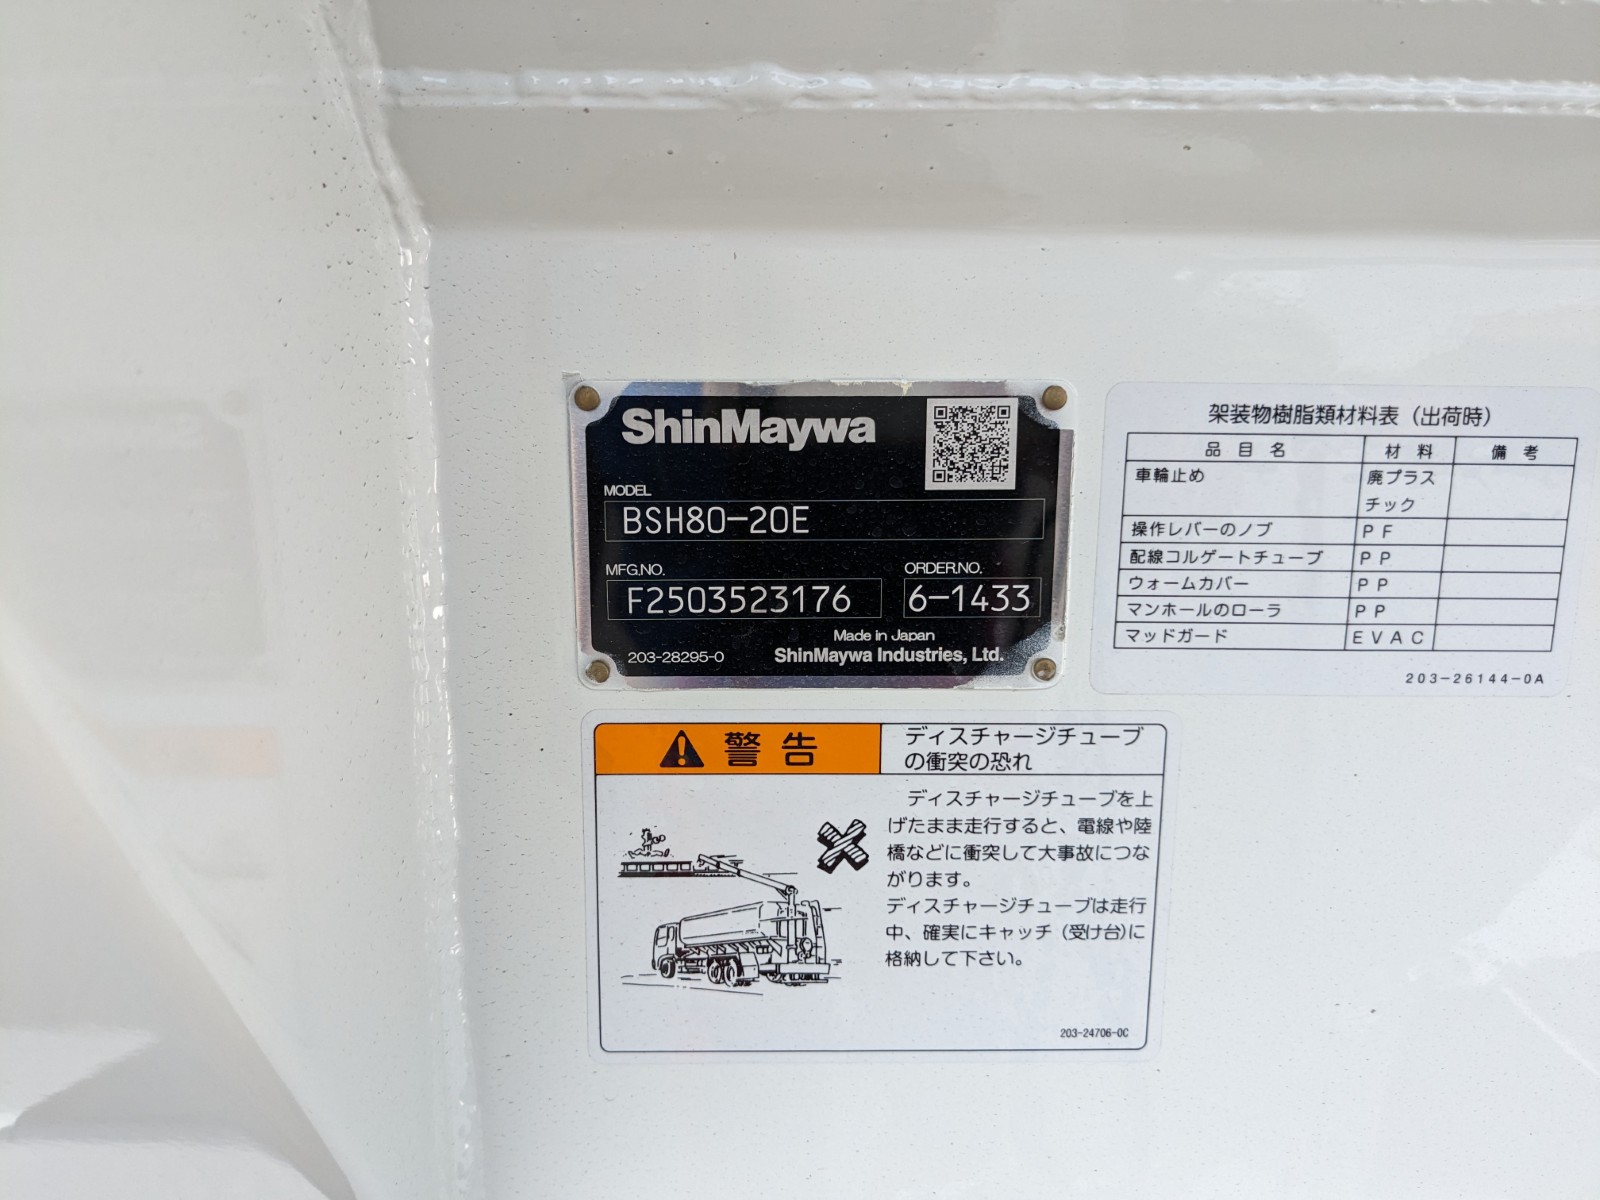 ShinMaywa
MODEL
BSH80-20E
MFG.NO.
ORDER.NO.
F2503523176
6-1433
Made in Japan
203-28295-0
ShinMaywa Industries, Ltd.
架装物樹脂類材料表（出荷時）
品目名 材料 備考
車輪止め 廃プラス
チック
操作レバーのノブ PF
配線コルゲートチューブ PP
ウォームカバー PP
マンホールのローラ PP
マッドガード EVAC
203-26144-0A
警告
ディスチャージチューブ
の衝突の恐れ
ディスチャージチューブを上
げたまま走行すると、電線や陸
橋などに衝突して大事故につな
がります。
ディスチャージチューブは走行
中、確実にキャッチ（受け台）に
格納して下さい。
203-24706-0C